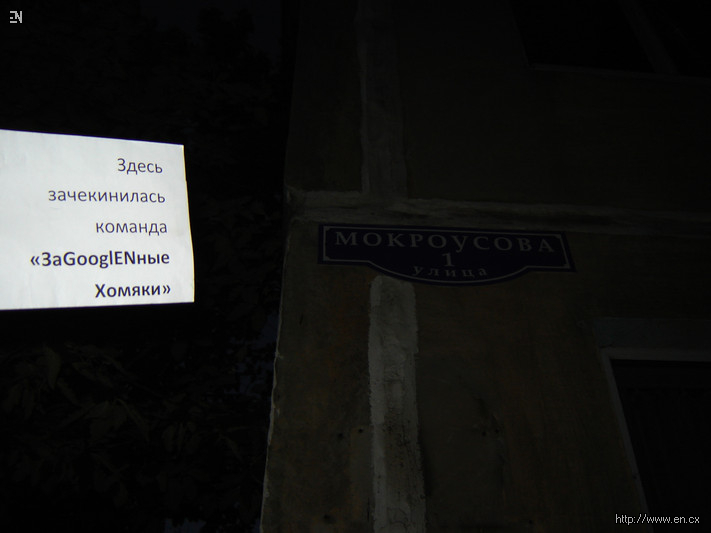 EN
Здесь
зачекинилась
команда
«ЗаGooglENные
Хомяки»
МОКРОУСОВА
1
улица
http://www.en.cx